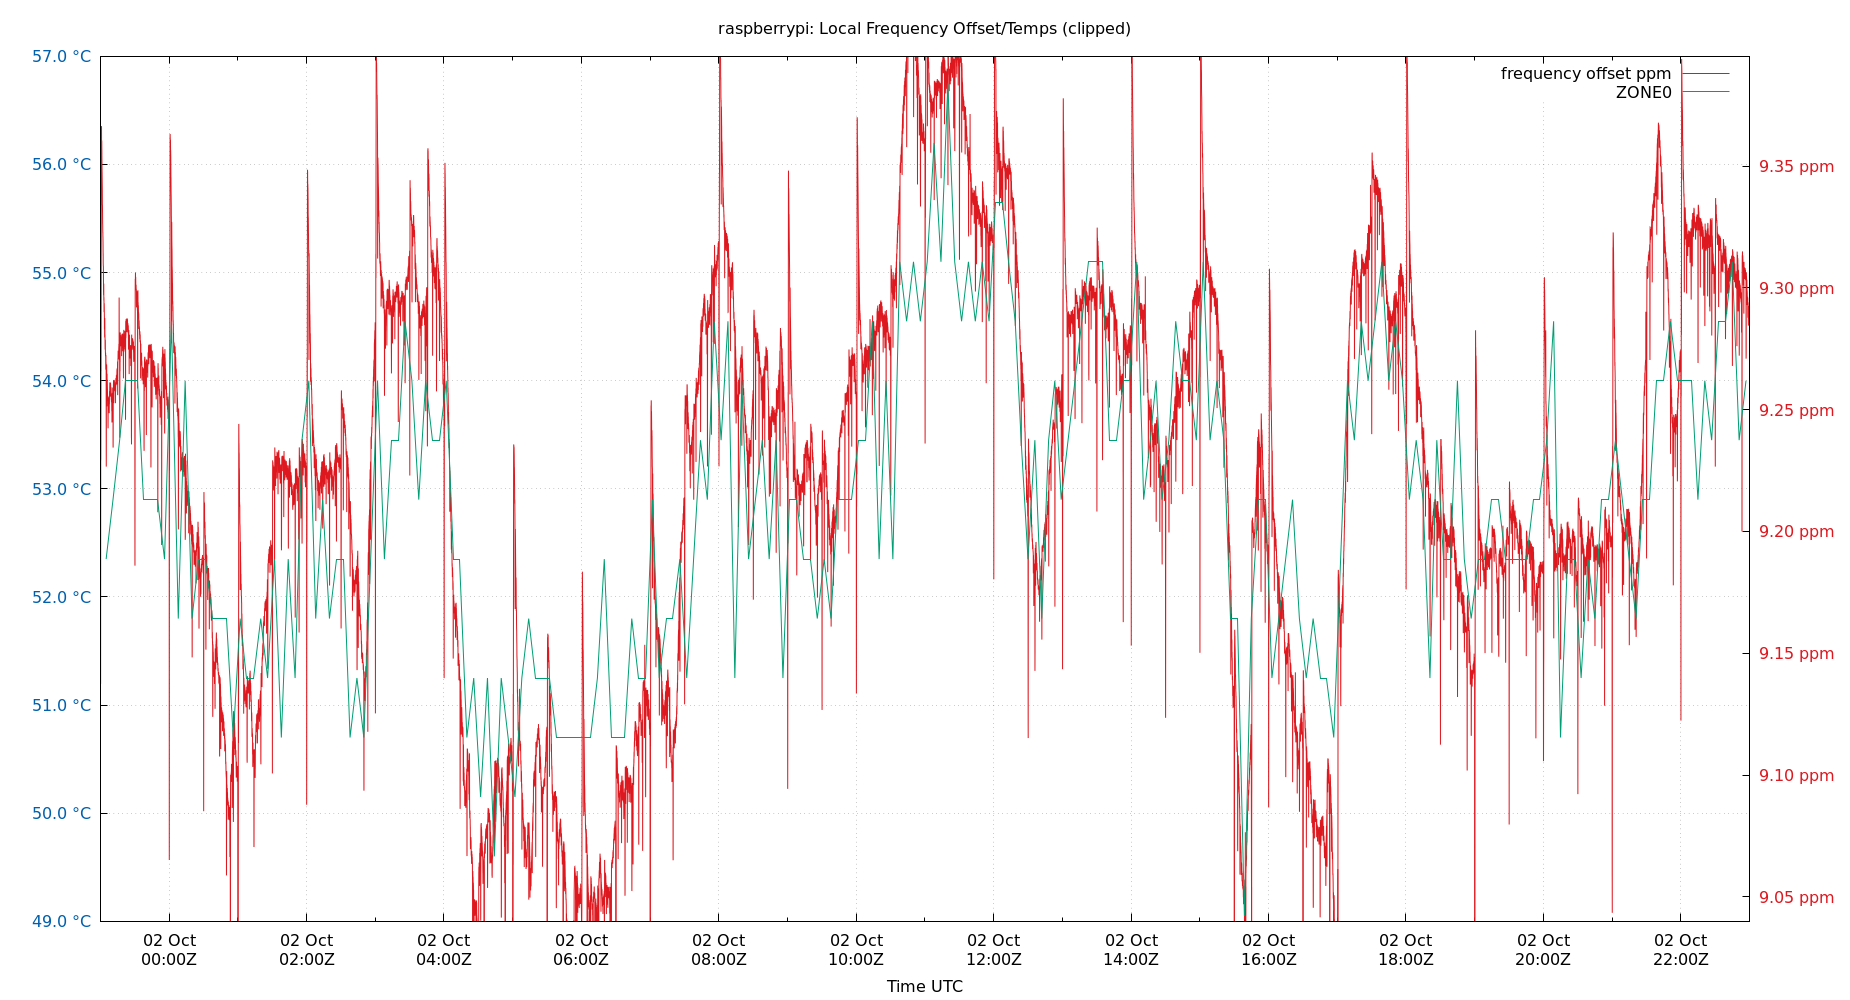 raspberrypi: Local Frequency Offset/Temps (clipped)
57.0 °C
56.0 °C
55.0 °C
54.0 °C
53.0 °C
52.0 °C
51.0 °C
50.0 °C
49.0 °C
frequency offset ppm
ZONE0
9.35 ppm
9.30 ppm
9.25 ppm
9.20 ppm
9.15 ppm
9.10 ppm
9.05 ppm
02 Oct 02 Oct 02 Oct 02 Oct 02 Oct 02 Oct 02 Oct 02 Oct 02 Oct 02 Oct 02 Oct 02 Oct
00:00Z 02:00Z 04:00Z 06:00Z 08:00Z 10:00Z 12:00Z 14:00Z 16:00Z 18:00Z 20:00Z 22:00Z
Time UTC